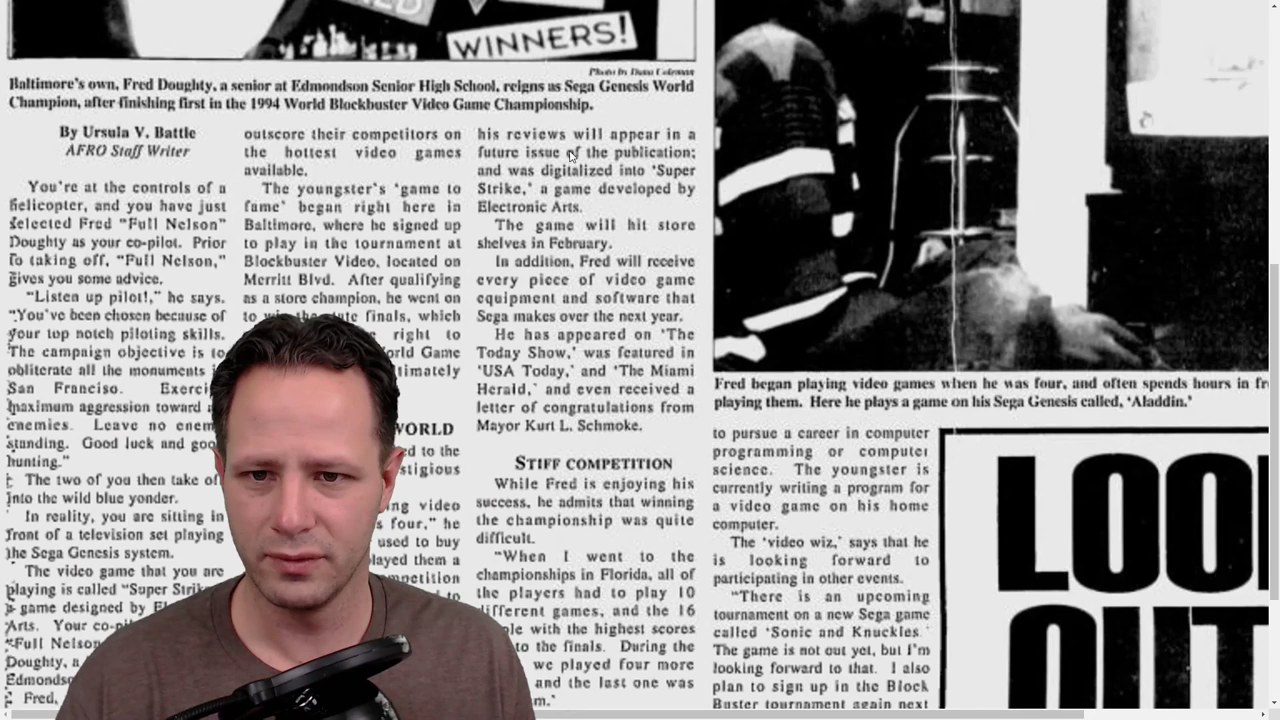 WINNERS!
Photo by Dana Coleman
Baltimore's own, Fred Doughty, a senior at Edmondson Senior High School, reigns as Sega Genesis World
Champion, after finishing first in the 1994 World Blockbuster Video Game Championship.
By Ursula V. Battle
AFRO Staff Writer
You're at the controls of a
helicopter, and you have just
selected Fred "Full Nelson"
Doughty as your co-pilot. Prior
to taking off, "Full Nelson,"
gives you some advice.
"Listen up pilot!," he says.
"You've been chosen because of
your top notch piloting skills.
The campaign objective is to
obliterate all the monuments
San Franciso.
maximum aggression toward
enemies. Leave no
standing. Good luck and
hunting."
The two of you then take
into the wild blue yonder.
In reality, you are sitting in
front of a television set playing
the Sega Genesis system.
The video game that you are
playing is called "Super
a game designed by
Arts. Your
"Full
Doughty, a
Fred,
outscore their competitors on
the hottest video games
available.
The youngster's 'game to
fame' began right here in
Baltimore, where he signed up
to play in the tournament at
Blockbuster Video, located on
Merritt Blvd. After qualifying
as a store champion, he went on
to finals, which
right to
Game
WORLD
to the
video
four," he
used to buy
them a
to
his reviews will appear in a
future issue of the publication;
and was digitalized into 'Super
Strike,' a game developed by
Electronic Arts.
The game will hit store
shelves in February.
In addition, Fred will receive
every piece of video game
equipment and software that
Sega makes over the next year.
He has appeared on 'The
Today Show,' was featured in
'USA Today,' and 'The Miami
Herald,' and even received a
letter of congratulations from
Mayor Kurt L. Schmoke.
STIFF COMPETITION
While Fred is enjoying his
success, he admits that winning
the championship was quite
difficult.
"When I went to the
championships in Florida, all of
the players had to play 10
different games, and the 16
with the highest scores
to the finals. During the
we played four more
and the last one was
Fred began playing video games when he was four, and often spends hours in
playing them. Here he plays a game on his Sega Genesis called, 'Aladdin.'
to pursue a career in computer
programming or computer
science. The youngster is
currently writing a program for
a video game on his home
computer.
The 'video wiz,' says that he
is looking forward to
participating in other events.
"There is an upcoming
tournament on a new Sega game
called 'Sonic and Knuckles.'
The game is not out yet, but I'm
looking forward to that. I also
plan to sign up in the Block
Buster tournament again next
LOO
OUT